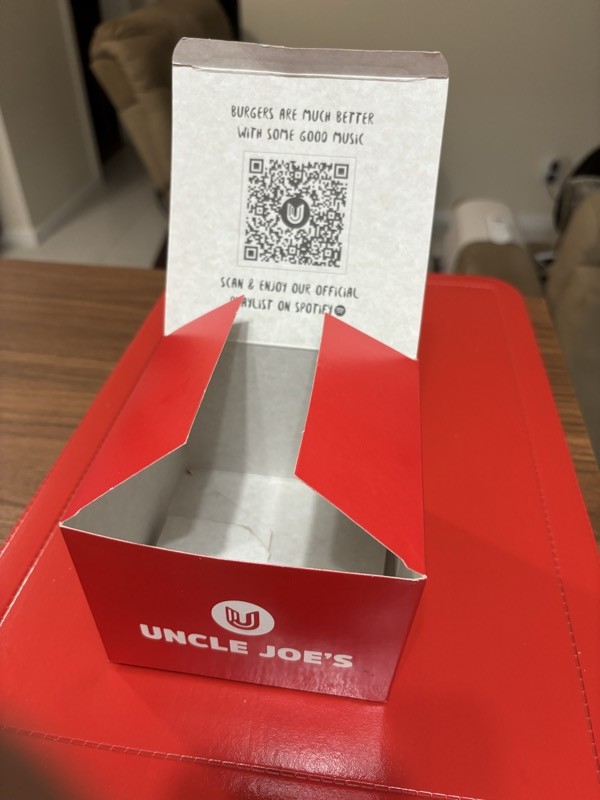 BURGERS ARE MUCH BETTER
WITH SOME GOOD MUSIC
SCAN & ENJOY OUR OFFICIAL
PLAYLIST ON SPOTIFY
UNCLE JOE'S